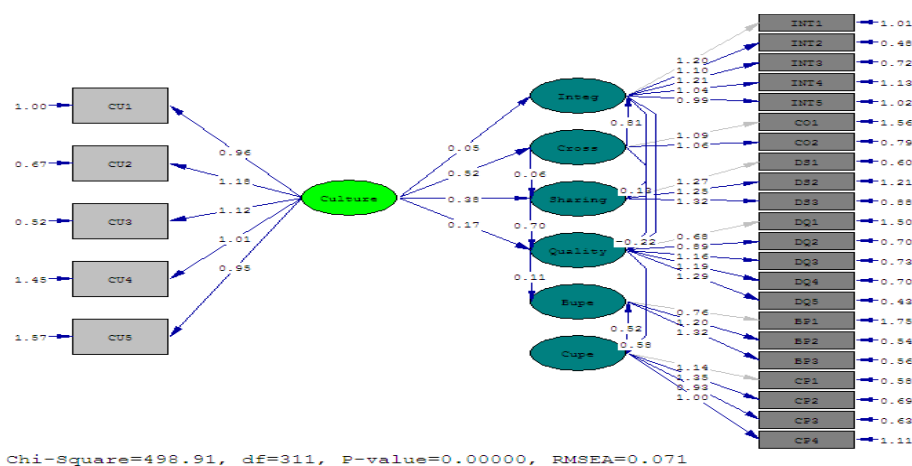 INT1 1.01
INT2 0.48
1.20
INT3 0.72
1.10
1.21
INT4 1.13
Integ
1.04
0.99
INT5 1.02
1.00 CU1
CO1 1.56
0.81
1.09
0.96
CO2 0.79
0.05
Cross
1.06
DS1 0.60
0.67 CU2
0.52
0.06
1.18
1.27
DS2 1.21
0.13
1.25
Culture
0.38
Sharing
1.32
DS3 0.88
0.52 CU3
1.12
0.17
0.70
DQ1 1.50
1.01
-0.22
0.68
DQ2 0.70
Quality
0.89
1.16
DQ3 0.73
1.45 CU4
0.95
0.11
1.19
DQ4 0.70
1.29
DQ5 0.43
Bupe
0.76
BP1 1.75
1.20
BP2 0.54
1.57 CU5
0.52
1.32
0.58
BP3 0.56
Cupe
CP1 0.58
1.14
1.35
CP2 0.69
0.93
1.00
CP3 0.63
CP4 1.11
Chi-Square=498.91, df=311, P-value=0.00000, RMSEA=0.071